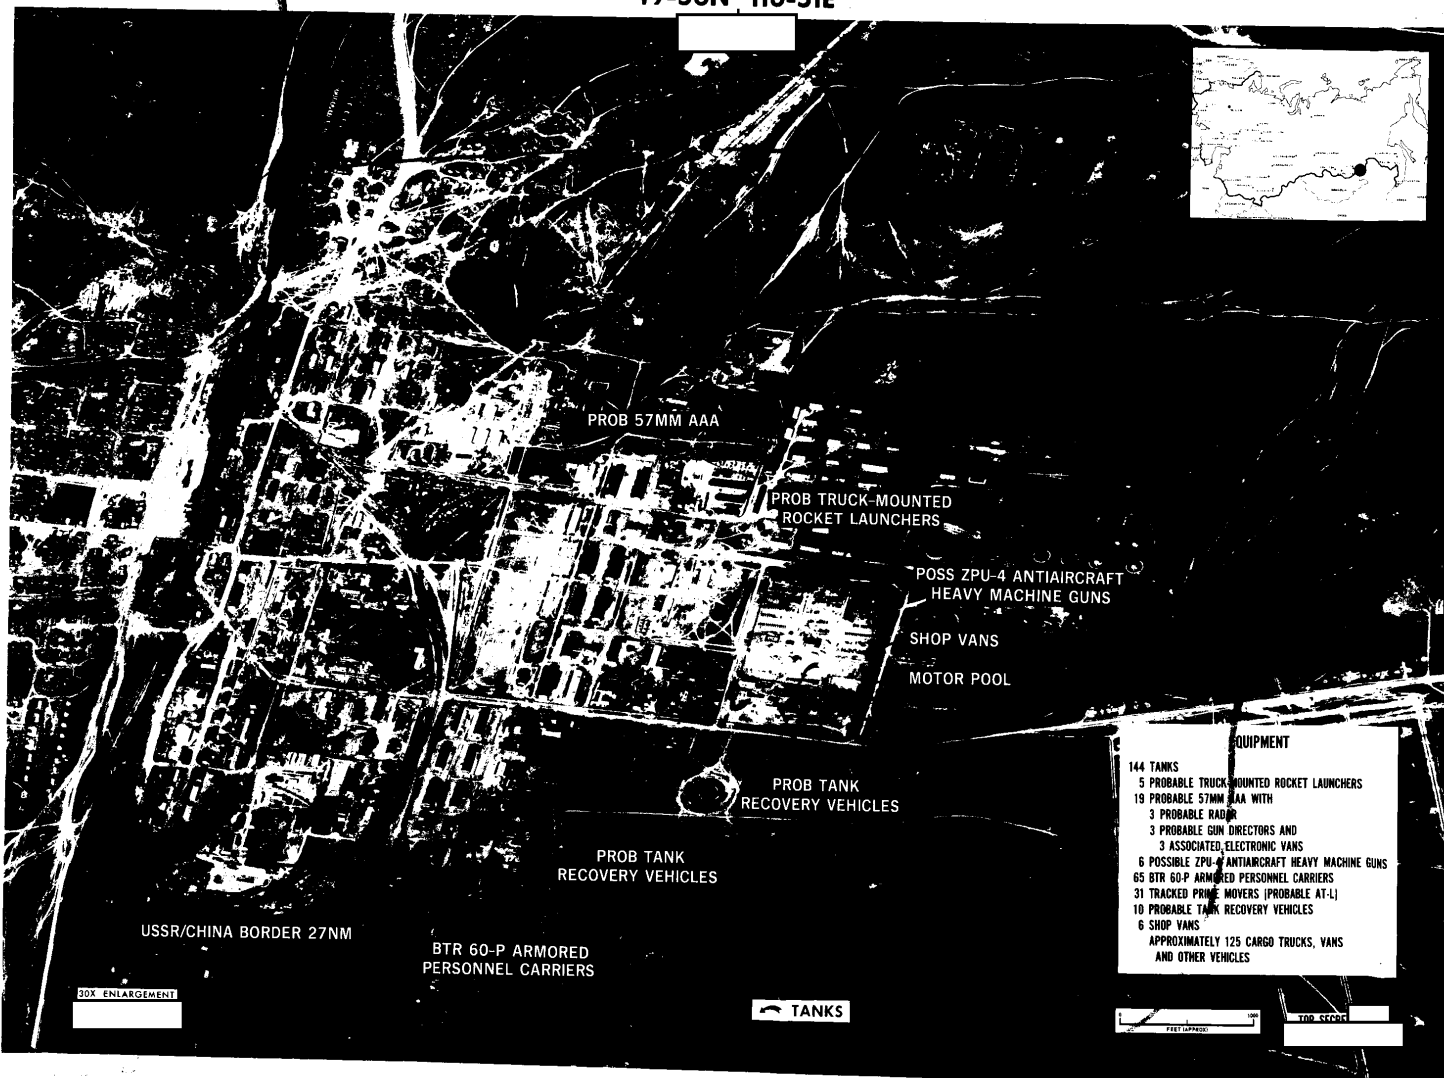 PROB 57MM AAA
PROB TRUCK-MOUNTED
ROCKET LAUNCHERS
POSS ZPU-4 ANTIAIRCRAFT
HEAVY MACHINE GUNS
SHOP VANS
MOTOR POOL
PROB TANK
RECOVERY VEHICLES
PROB TANK
RECOVERY VEHICLES
USSR/CHINA BORDER 27NM
BTR 60-P ARMORED
PERSONNEL CARRIERS
EQUIPMENT
144 TANKS
5 PROBABLE TRUCK-MOUNTED ROCKET LAUNCHERS
19 PROBABLE 57MM AAA WITH
3 PROBABLE RADAR
3 PROBABLE GUN DIRECTORS AND
3 ASSOCIATED ELECTRONIC VANS
6 POSSIBLE ZPU-4 ANTIAIRCRAFT HEAVY MACHINE GUNS
65 BTR 60-P ARMORED PERSONNEL CARRIERS
31 TRACKED PRIME MOVERS (PROBABLE AT-L)
10 PROBABLE TANK RECOVERY VEHICLES
6 SHOP VANS
APPROXIMATELY 125 CARGO TRUCKS, VANS
AND OTHER VEHICLES
30X ENLARGEMENT
TANKS
0 1000
FEET (APPROX)
TOP SECRE